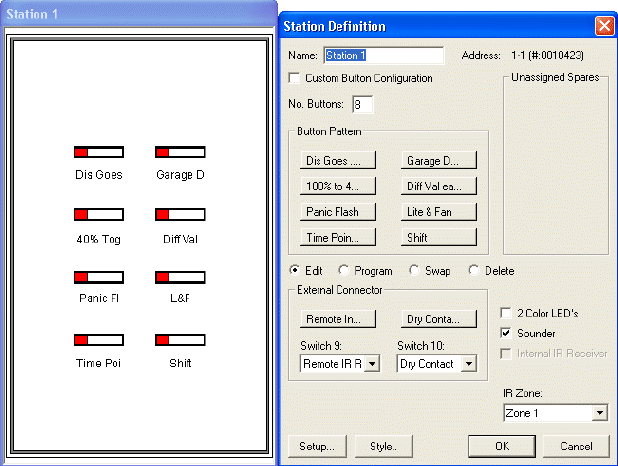 Station 1
Dis Goes Garage D
40% Tog Diff Val
Panic Fl L&F
Time Poi Shift
Station Definition
Name: Station 1 Address: 1-1 (#:0010423)
Custom Button Configuration
Unassigned Spares
No. Buttons: 8
Button Pattern
Dis Goes .... Garage D...
100% to 4... Diff Val ea...
Panic Flash Lite & Fan
Time Poin... Shift
Edit Program Swap Delete
External Connector
Remote In... Dry Conta...
Switch 9: Switch 10:
Remote IR R Dry Contact
2 Color LED's
Sounder
Internal IR Receiver
IR Zone:
Zone 1
Setup... Style.. OK Cancel